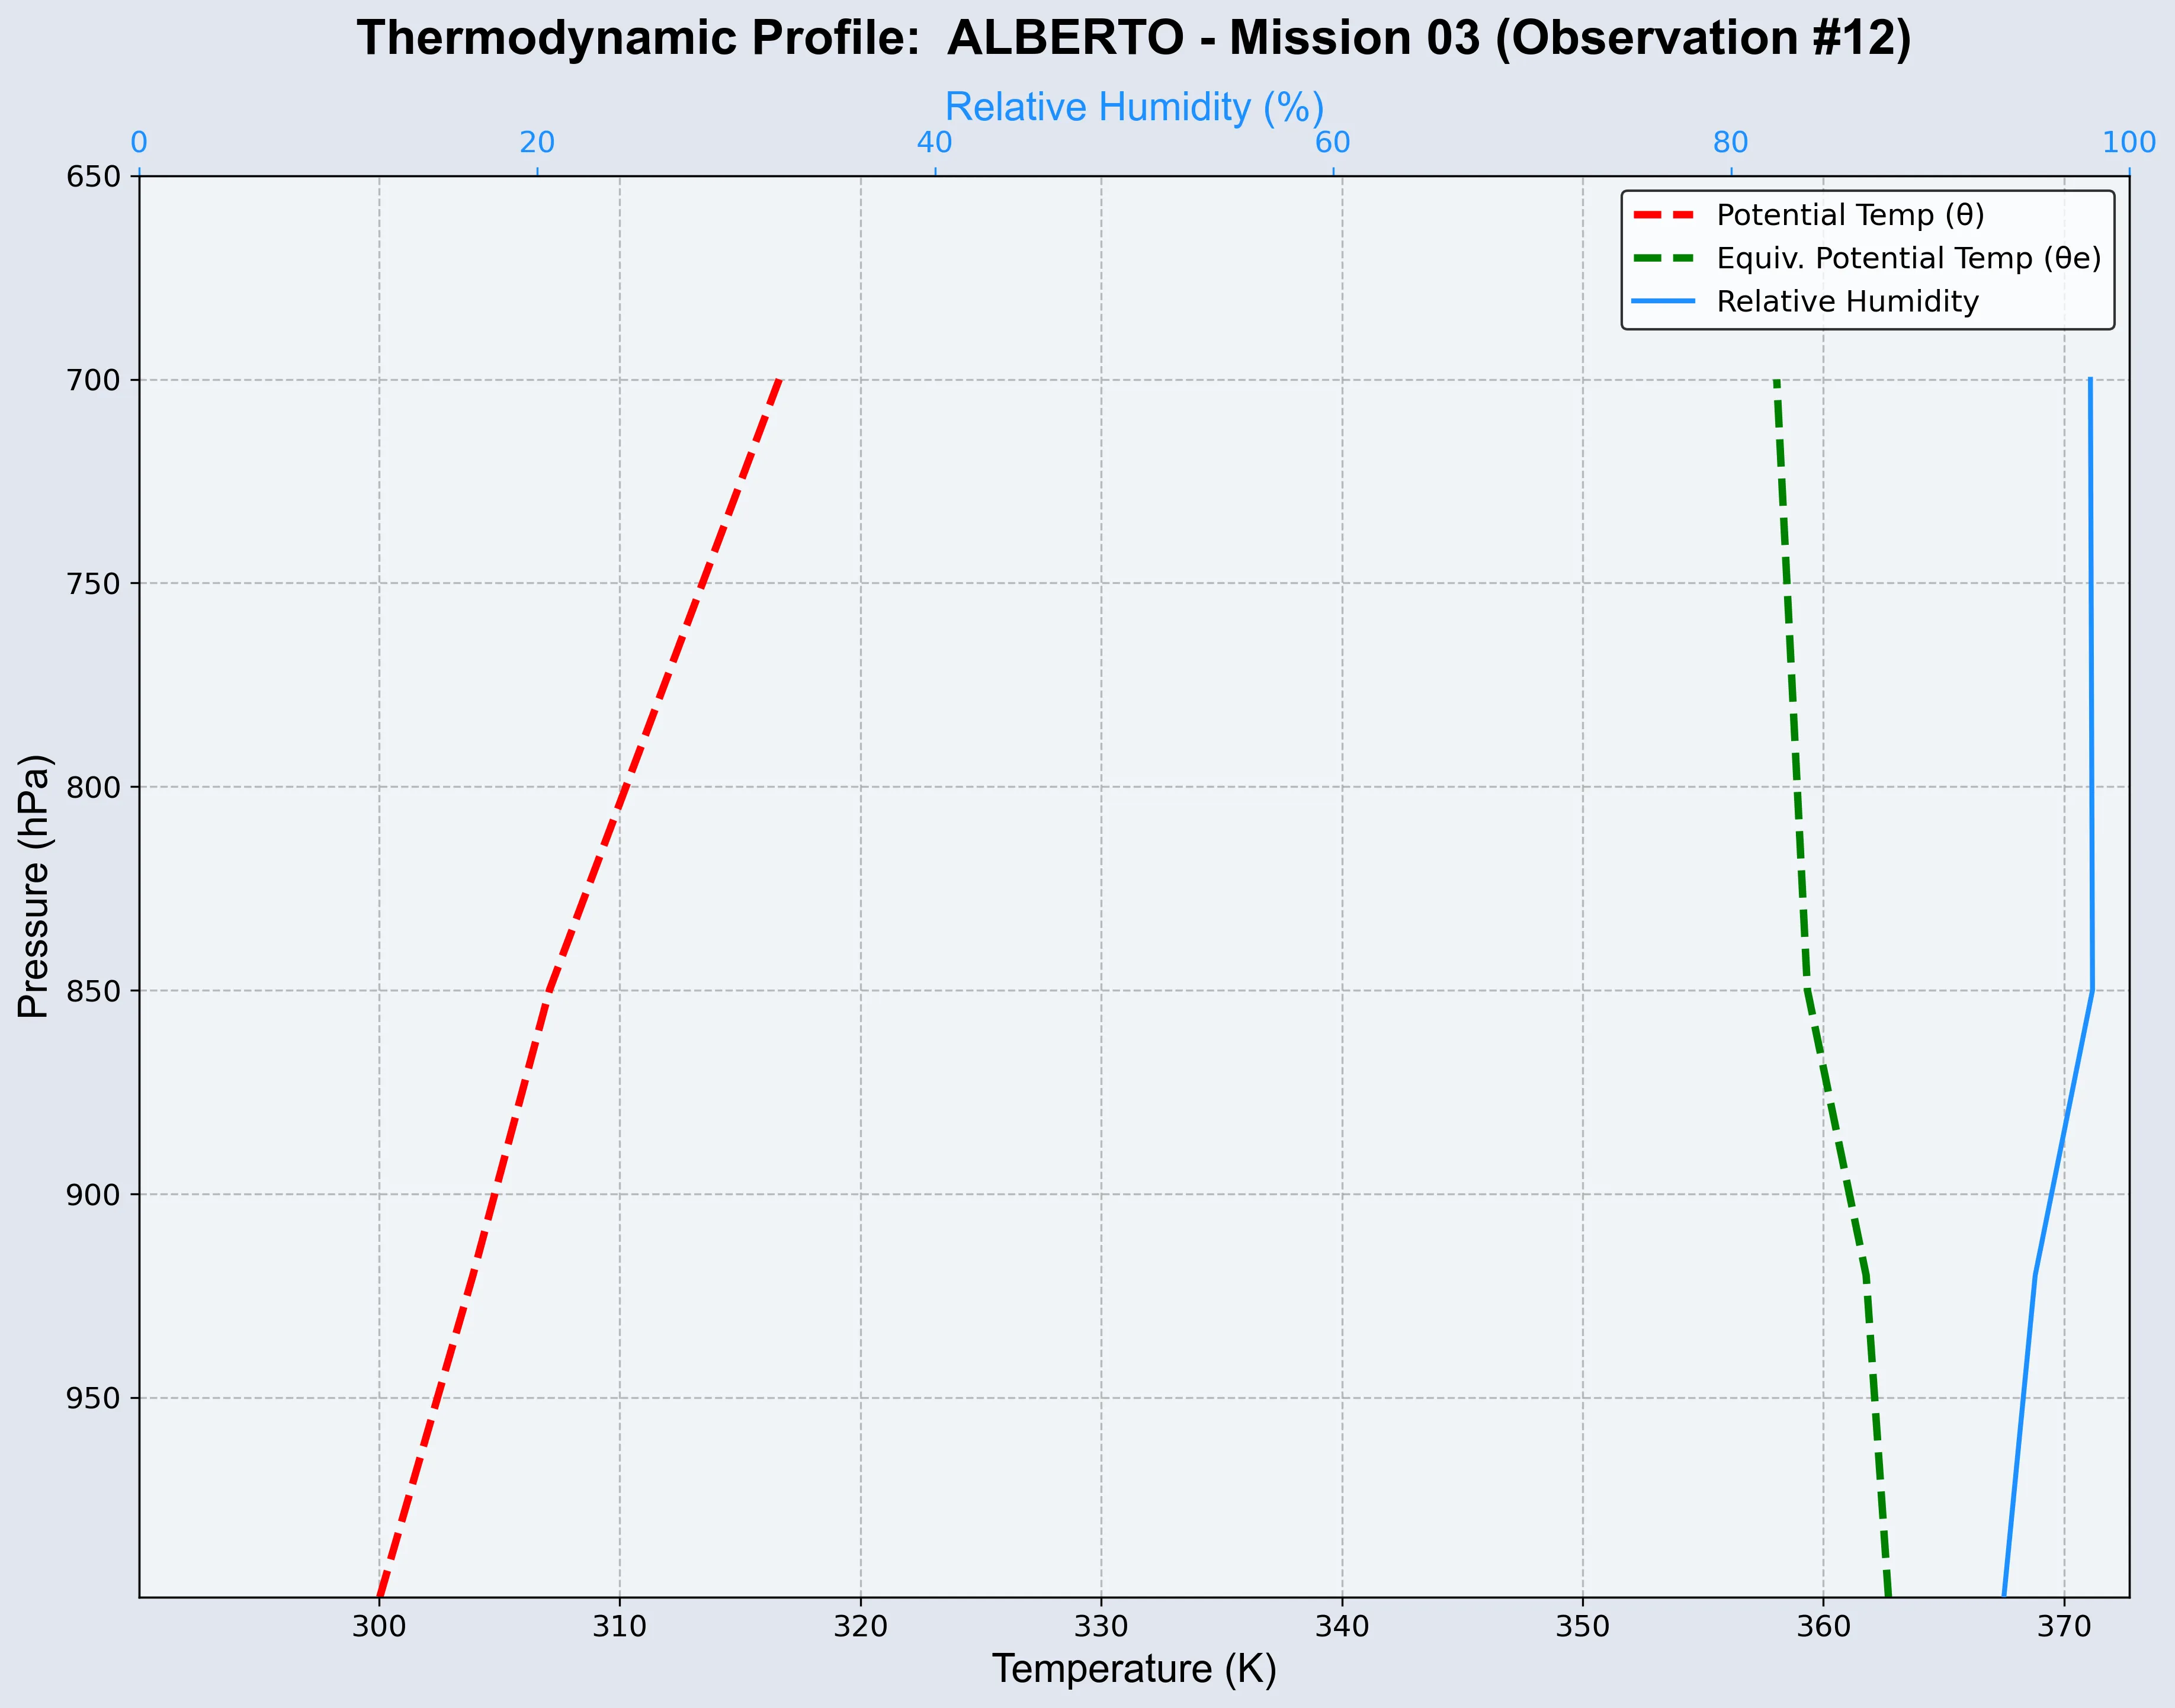 Thermodynamic Profile:  ALBERTO - Mission 03 (Observation #12)
Relative Humidity (%)
0 20 40 60 80 100
Potential Temp (θ)
Equiv. Potential Temp (θe)
Relative Humidity
Pressure (hPa)
650
700
750
800
850
900
950
300 310 320 330 340 350 360 370
Temperature (K)